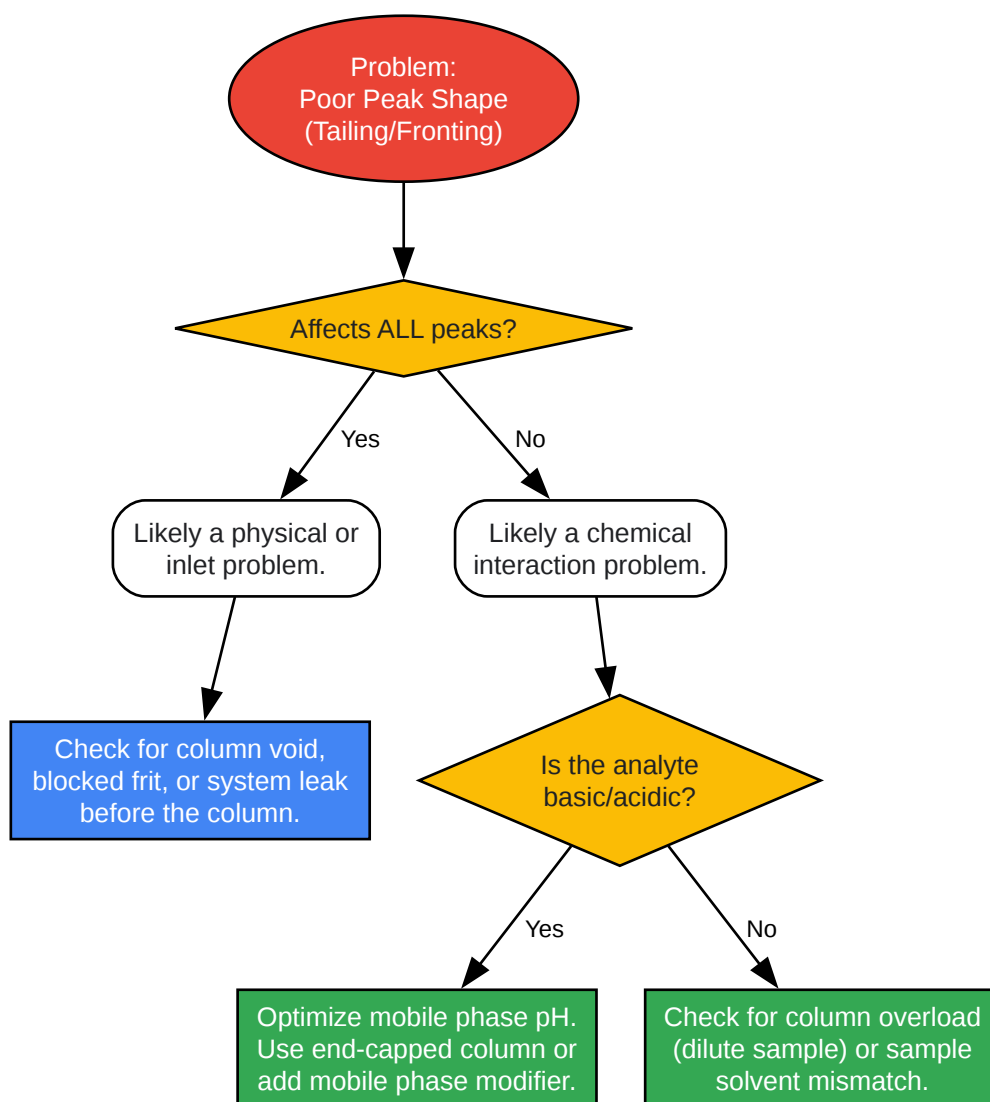 Problem:
Poor Peak Shape
(Tailing/Fronting)
Affects ALL peaks?
Yes
No
Likely a physical or
inlet problem.
Likely a chemical
interaction problem.
Check for column void,
blocked frit, or system leak
before the column.
Is the analyte
basic/acidic?
Yes
No
Optimize mobile phase pH.
Use end-capped column or
add mobile phase modifier.
Check for column overload
(dilute sample) or sample
solvent mismatch.